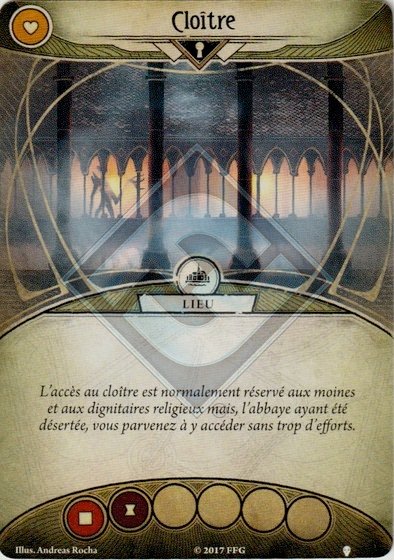 Cloître
LIEU
L'accès au cloître est normalement réservé aux moines
et aux dignitaires religieux mais, l'abbaye ayant été
désertée, vous parvenez à y accéder sans trop d'efforts.
Illus. Andreas Rocha © 2017 FFG